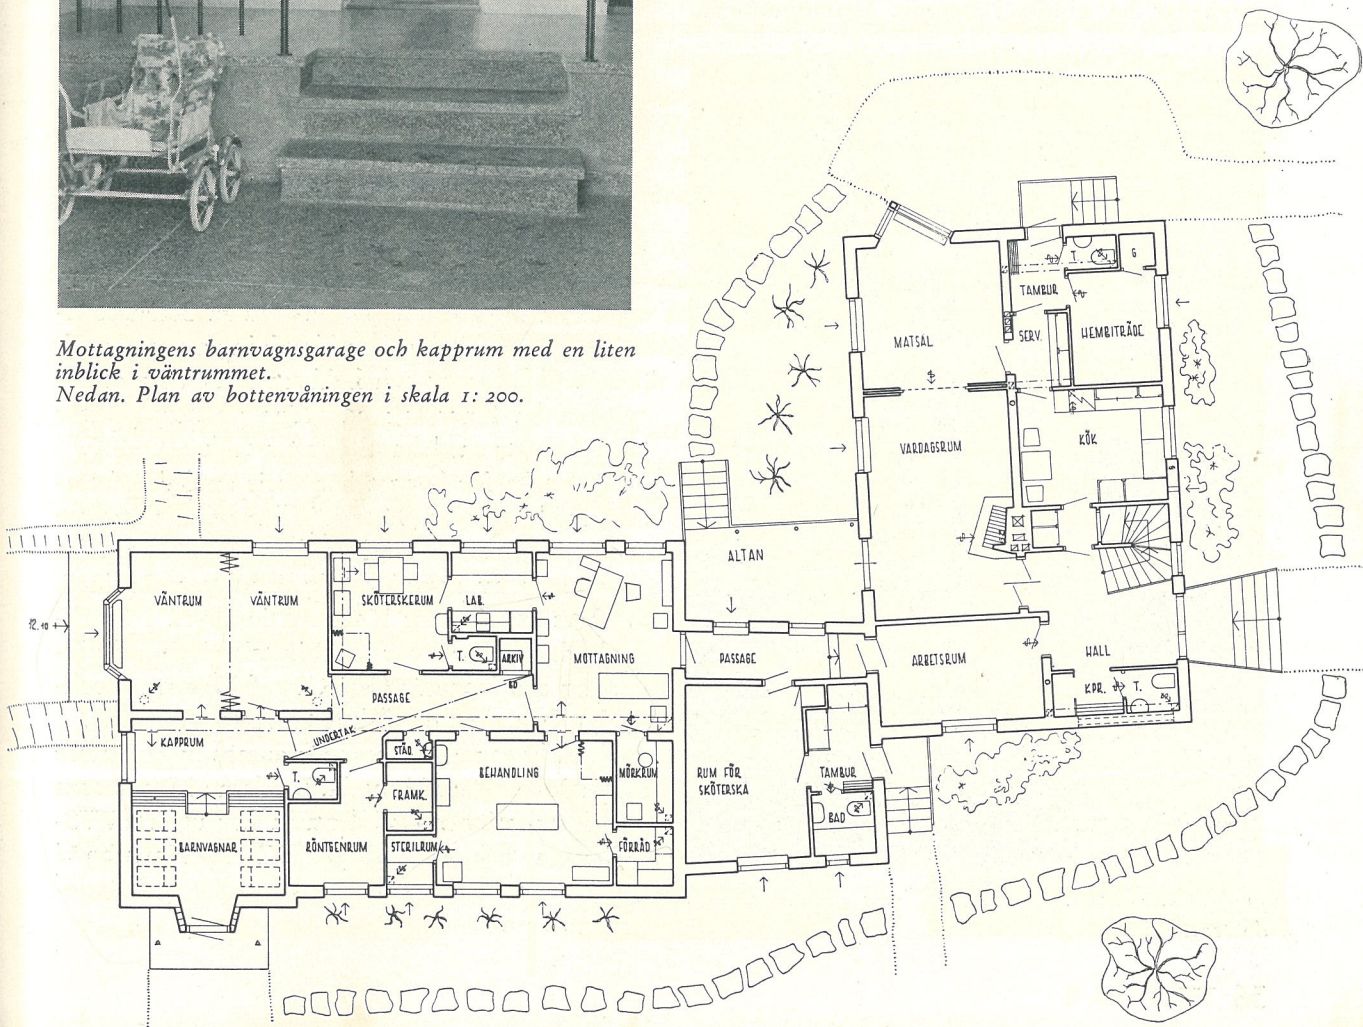 Mottagningens barnvagnsgarage och kapprum med en liten
inblick i väntrummet.
Nedan. Plan av bottenvåningen i skala 1: 200.
T.
G
TAMBUR
HEMBITRÄDE
SERV.
MATSAL
KÖK
VARDAGSRUM
ALTAN
VÄNTRUM
VÄNTRUM
SKÖTERSKERUM
LAB.
12.10
T.
ARKIV
MOTTAGNING
PASSAGE
ARBETSRUM
HALL
KPR.
T.
PASSAGE
UNDERTAK
KAPPRUM
STÄD.
T.
BEHANDLING
MÖRKRUM
RUM FÖR
SKÖTERSKA
TAMBUR
FRAMK.
BAD
BARNVAGNAR
RÖNTGENRUM
STERILRUM
FÖRRÅD